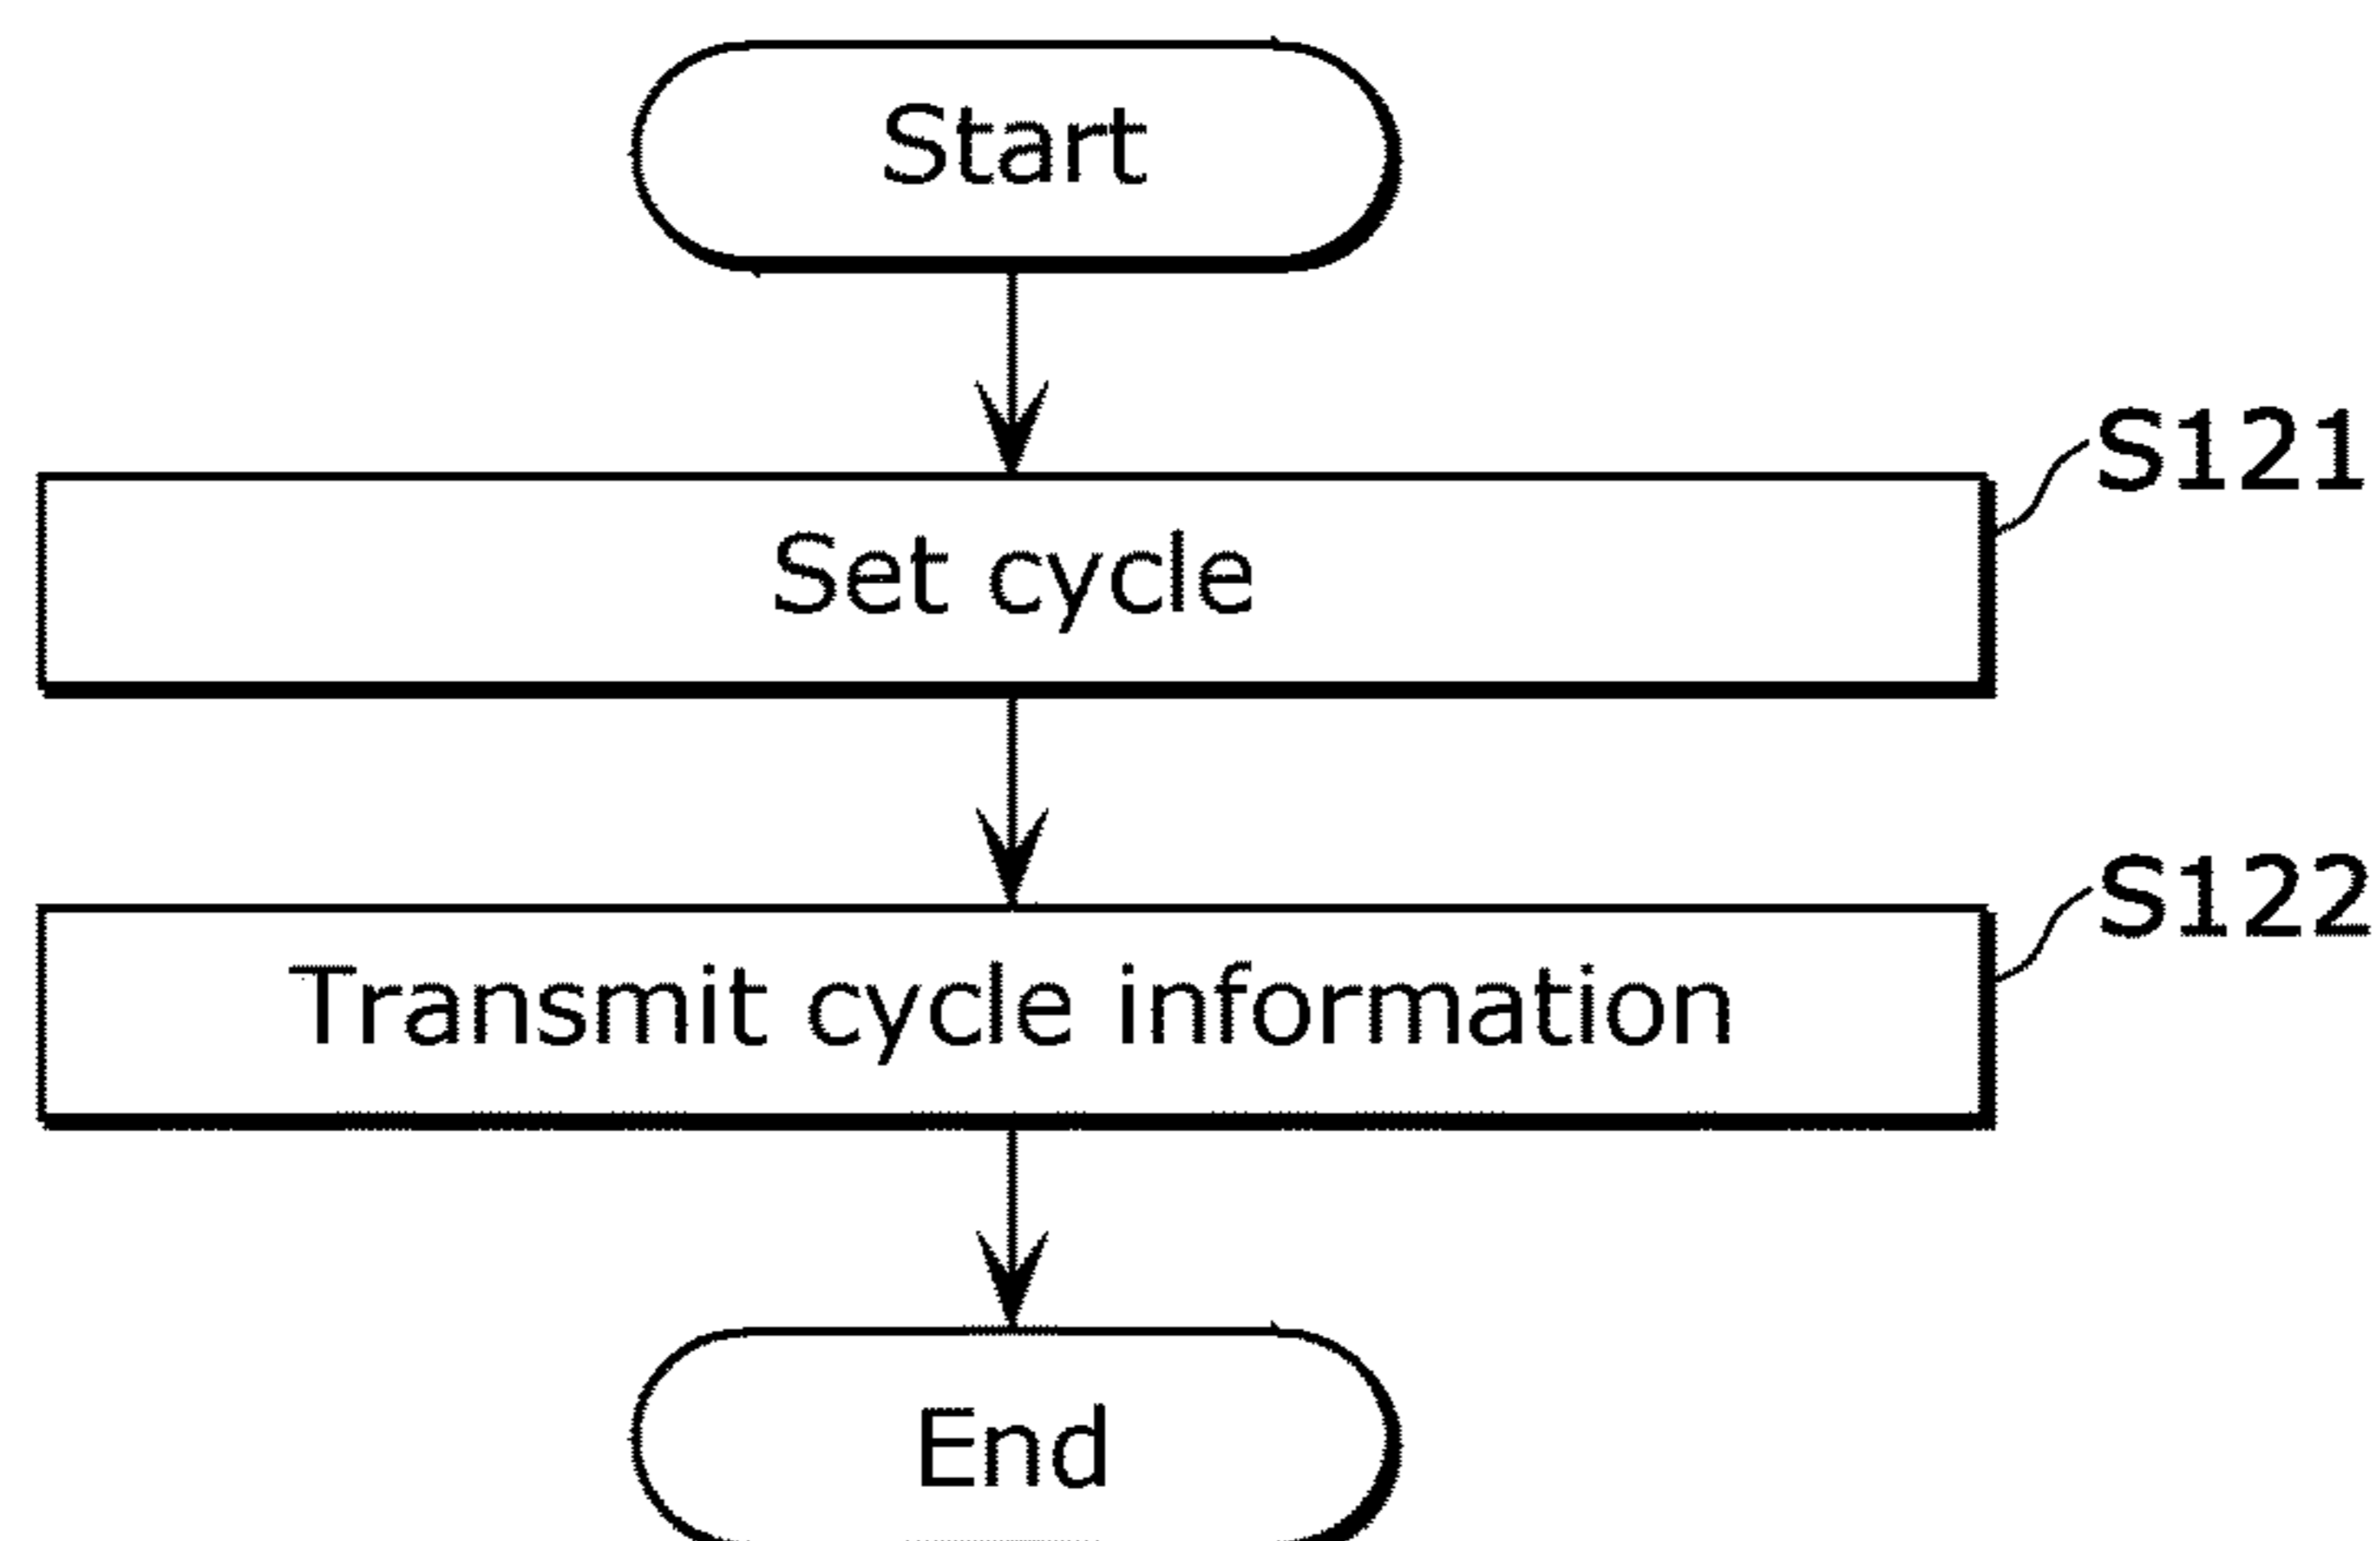 Start
S121
Set cycle
S122
Transmit cycle information
End